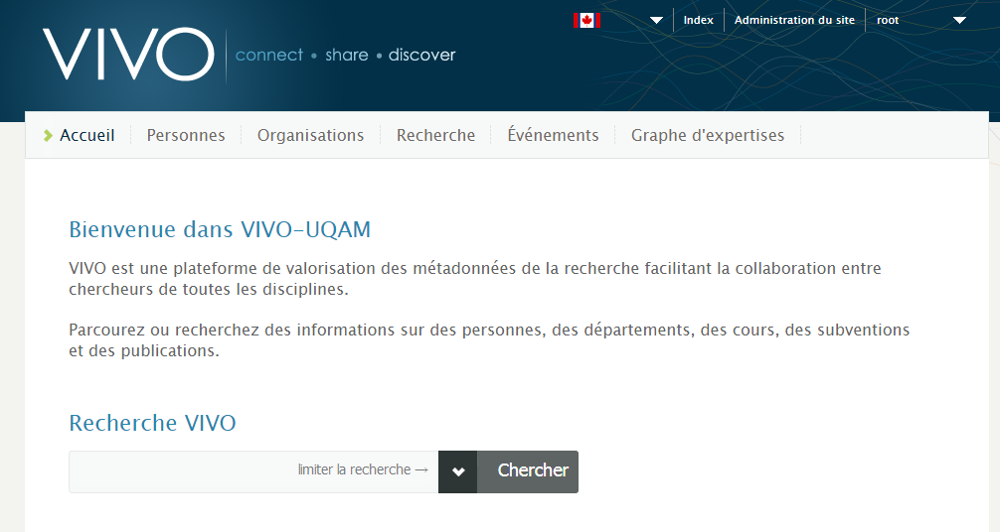 VIVO connect • share • discover
Index
Administration du site
root
Accueil
Personnes
Organisations
Recherche
Événements
Graphe d'expertises
Bienvenue dans VIVO-UQAM
VIVO est une plateforme de valorisation des métadonnées de la recherche facilitant la collaboration entre
chercheurs de toutes les disciplines.
Parcourez ou recherchez des informations sur des personnes, des départements, des cours, des subventions
et des publications.
Recherche VIVO
limiter la recherche →
Chercher